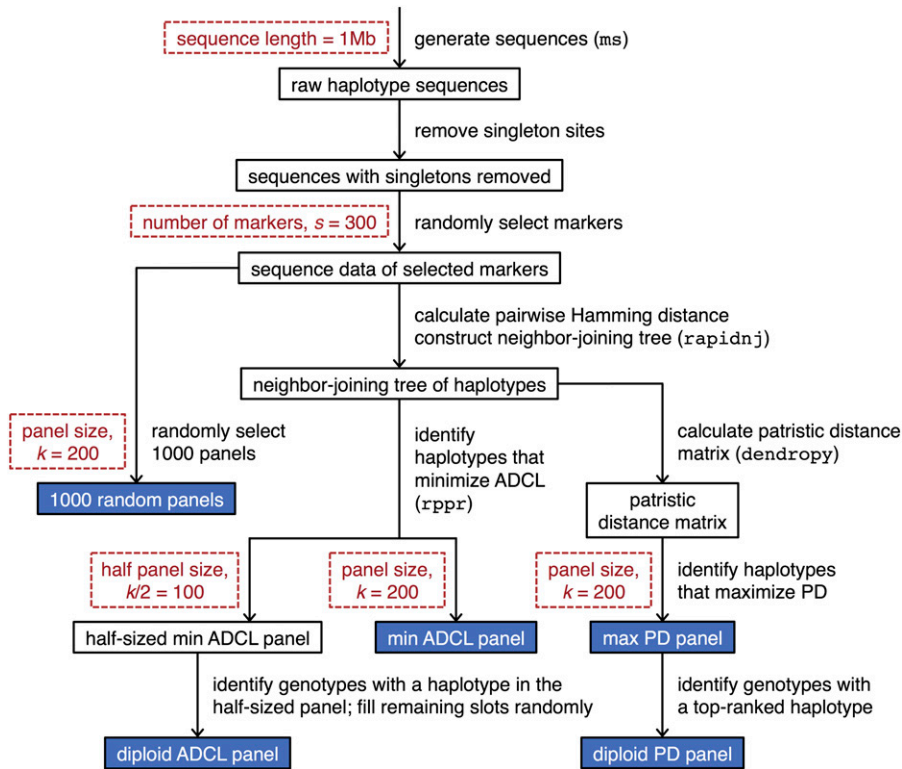 sequence length = 1Mb
generate sequences (ms)
raw haplotype sequences
remove singleton sites
sequences with singletons removed
number of markers, s = 300
randomly select markers
sequence data of selected markers
calculate pairwise Hamming distance
construct neighbor-joining tree (rapidnj)
neighbor-joining tree of haplotypes
panel size,
k = 200
randomly select
1000 panels
1000 random panels
identify
haplotypes that
minimize ADCL
(rppr)
calculate patristic distance
matrix (dendropy)
patristic
distance matrix
half panel size,
k/2 = 100
panel size,
k = 200
panel size,
k = 200
identify haplotypes
that maximize PD
half-sized min ADCL panel
min ADCL panel
max PD panel
identify genotypes with a haplotype in the
half-sized panel; fill remaining slots randomly
identify genotypes with
a top-ranked haplotype
diploid ADCL panel
diploid PD panel